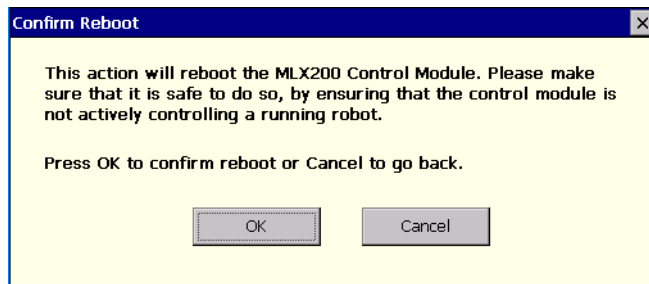 Confirm Reboot
This action will reboot the MLX200 Control Module. Please make
sure that it is safe to do so, by ensuring that the control module is
not actively controlling a running robot.
Press OK to confirm reboot or Cancel to go back.
OK Cancel